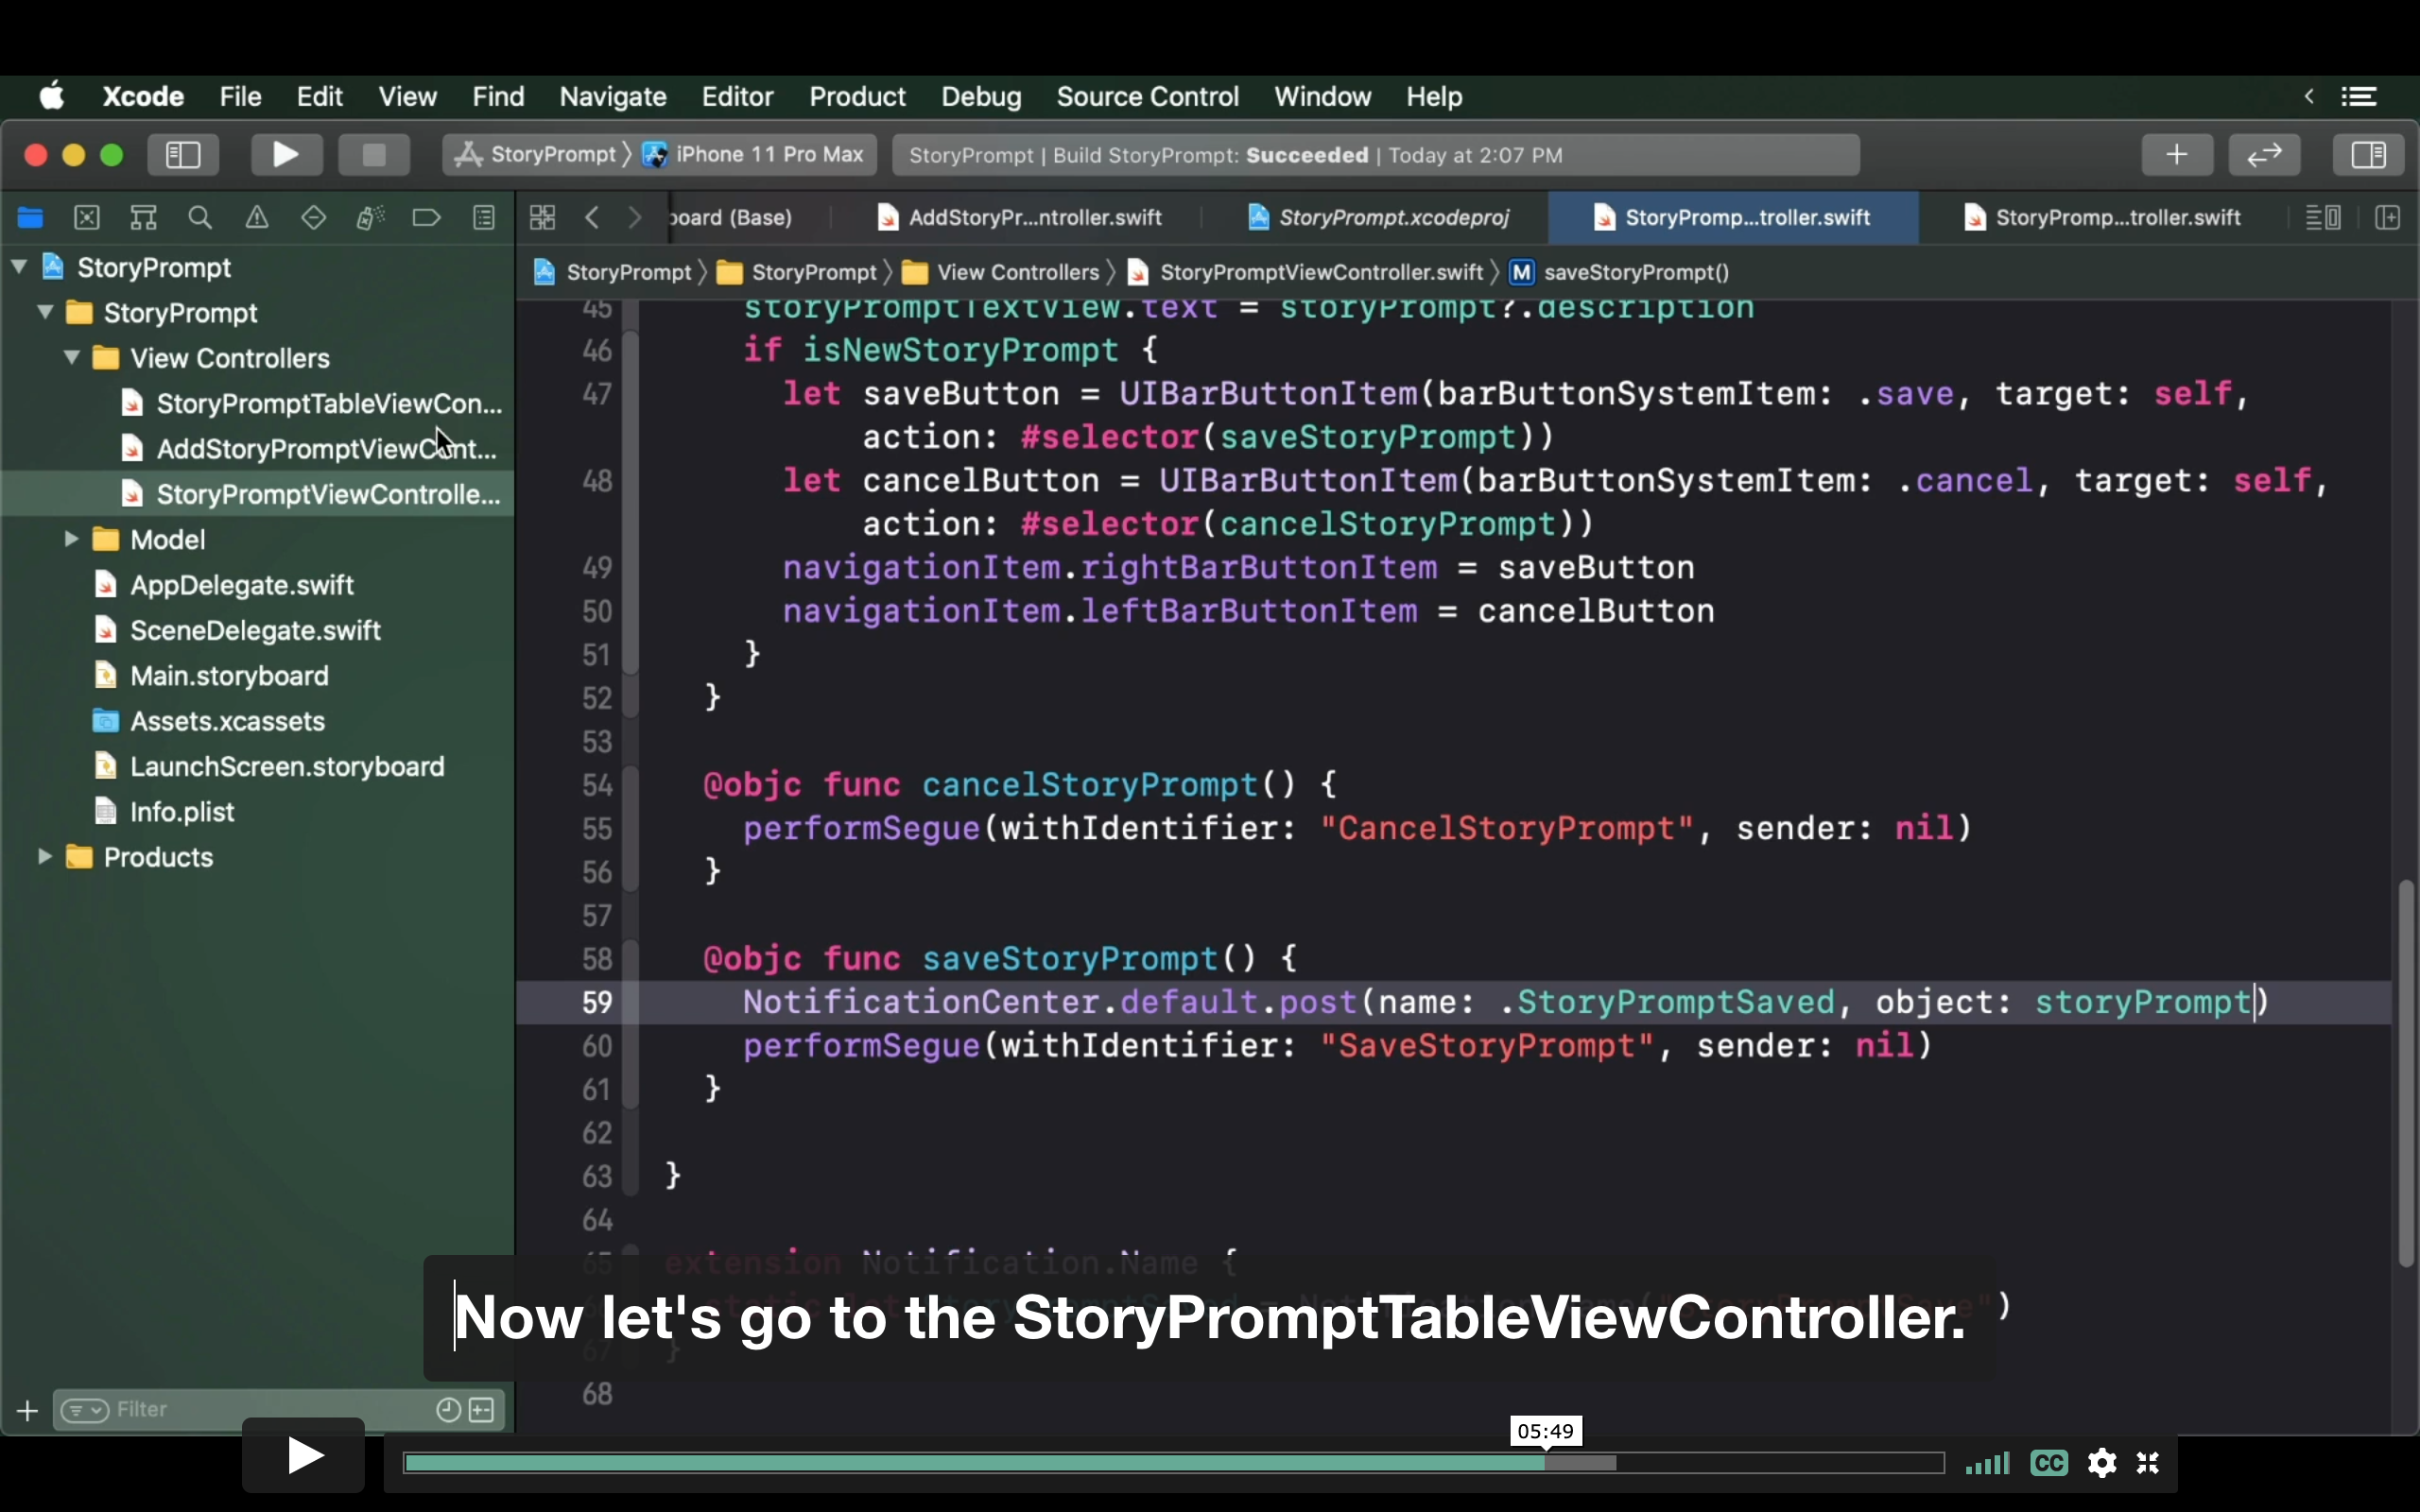 Xcode File Edit View Find Navigate Editor Product Debug Source Control Window Help
StoryPrompt iPhone 11 Pro Max StoryPrompt | Build StoryPrompt: Succeeded | Today at 2:07 PM
board (Base) AddStoryPr...ntroller.swift StoryPrompt.xcodeproj StoryPromp...troller.swift StoryPromp...troller.swift
StoryPrompt StoryPrompt View Controllers StoryPromptViewController.swift M saveStoryPrompt()
StoryPrompt
StoryPrompt
View Controllers
StoryPromptTableViewCon...
AddStoryPromptViewCont...
StoryPromptViewControlle...
Model
AppDelegate.swift
SceneDelegate.swift
Main.storyboard
Assets.xcassets
LaunchScreen.storyboard
Info.plist
Products
Filter
45 storyPromptTextView.text = storyPrompt?.description
46 if isNewStoryPrompt {
47 let saveButton = UIBarButtonItem(barButtonSystemItem: .save, target: self,
action: #selector(saveStoryPrompt))
48 let cancelButton = UIBarButtonItem(barButtonSystemItem: .cancel, target: self,
action: #selector(cancelStoryPrompt))
49 navigationItem.rightBarButtonItem = saveButton
50 navigationItem.leftBarButtonItem = cancelButton
51 }
52 }
53
54 @objc func cancelStoryPrompt() {
55 performSegue(withIdentifier: "CancelStoryPrompt", sender: nil)
56 }
57
58 @objc func saveStoryPrompt() {
59 NotificationCenter.default.post(name: .StoryPromptSaved, object: storyPrompt)
60 performSegue(withIdentifier: "SaveStoryPrompt", sender: nil)
61 }
62
63 }
64
65 extension Notification.Name {
Now let's go to the StoryPromptTableViewController.
67 }
68
05:49
CC